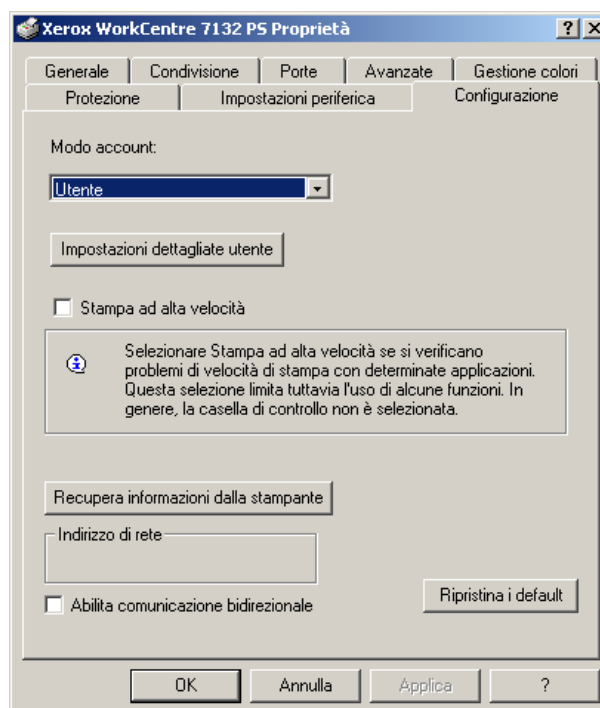 Xerox WorkCentre 7132 PS Proprietà
Generale Condivisione Porte Avanzate Gestione colori
Protezione Impostazioni periferica Configurazione
Modo account:
Utente
Impostazioni dettagliate utente
Stampa ad alta velocità
Selezionare Stampa ad alta velocità se si verificano
problemi di velocità di stampa con determinate applicazioni.
Questa selezione limita tuttavia l'uso di alcune funzioni. In
genere, la casella di controllo non è selezionata.
Recupera informazioni dalla stampante
Indirizzo di rete
Abilita comunicazione bidirezionale
Ripristina i default
OK Annulla Applica ?